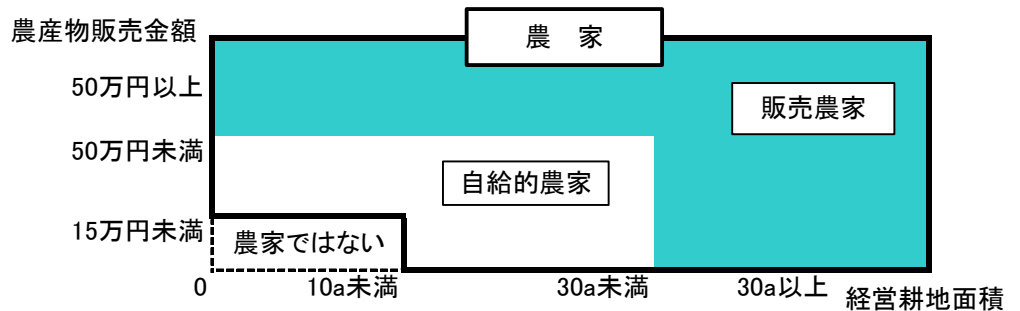 農産物販売金額
農　家
50万円以上
販売農家
50万円未満
自給的農家
15万円未満
農家ではない
0
10a未満
30a未満
30a以上
経営耕地面積